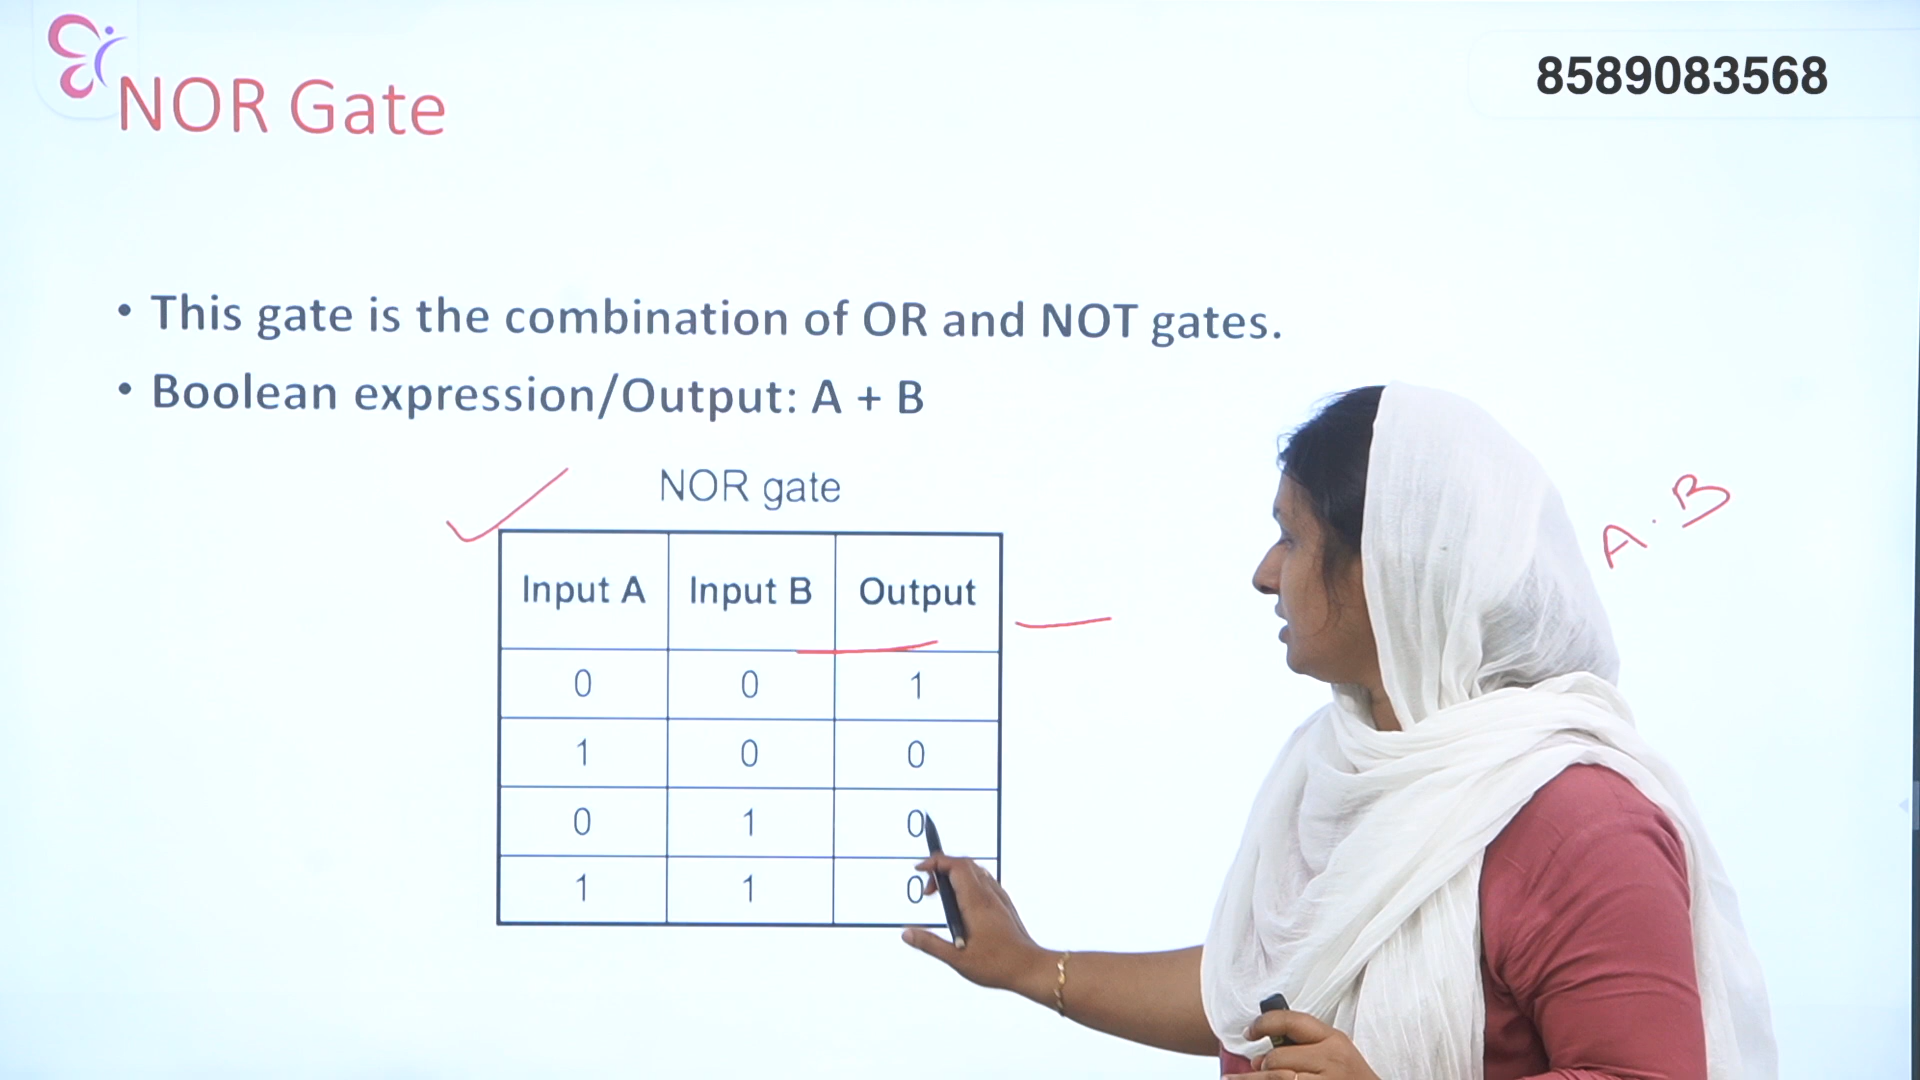 NOR Gate
8589083568
• This gate is the combination of OR and NOT gates.
• Boolean expression/Output: A + B
NOR gate
Input A Input B Output
0 0 1
1 0 0
0 1 0
1 1 0
A . B